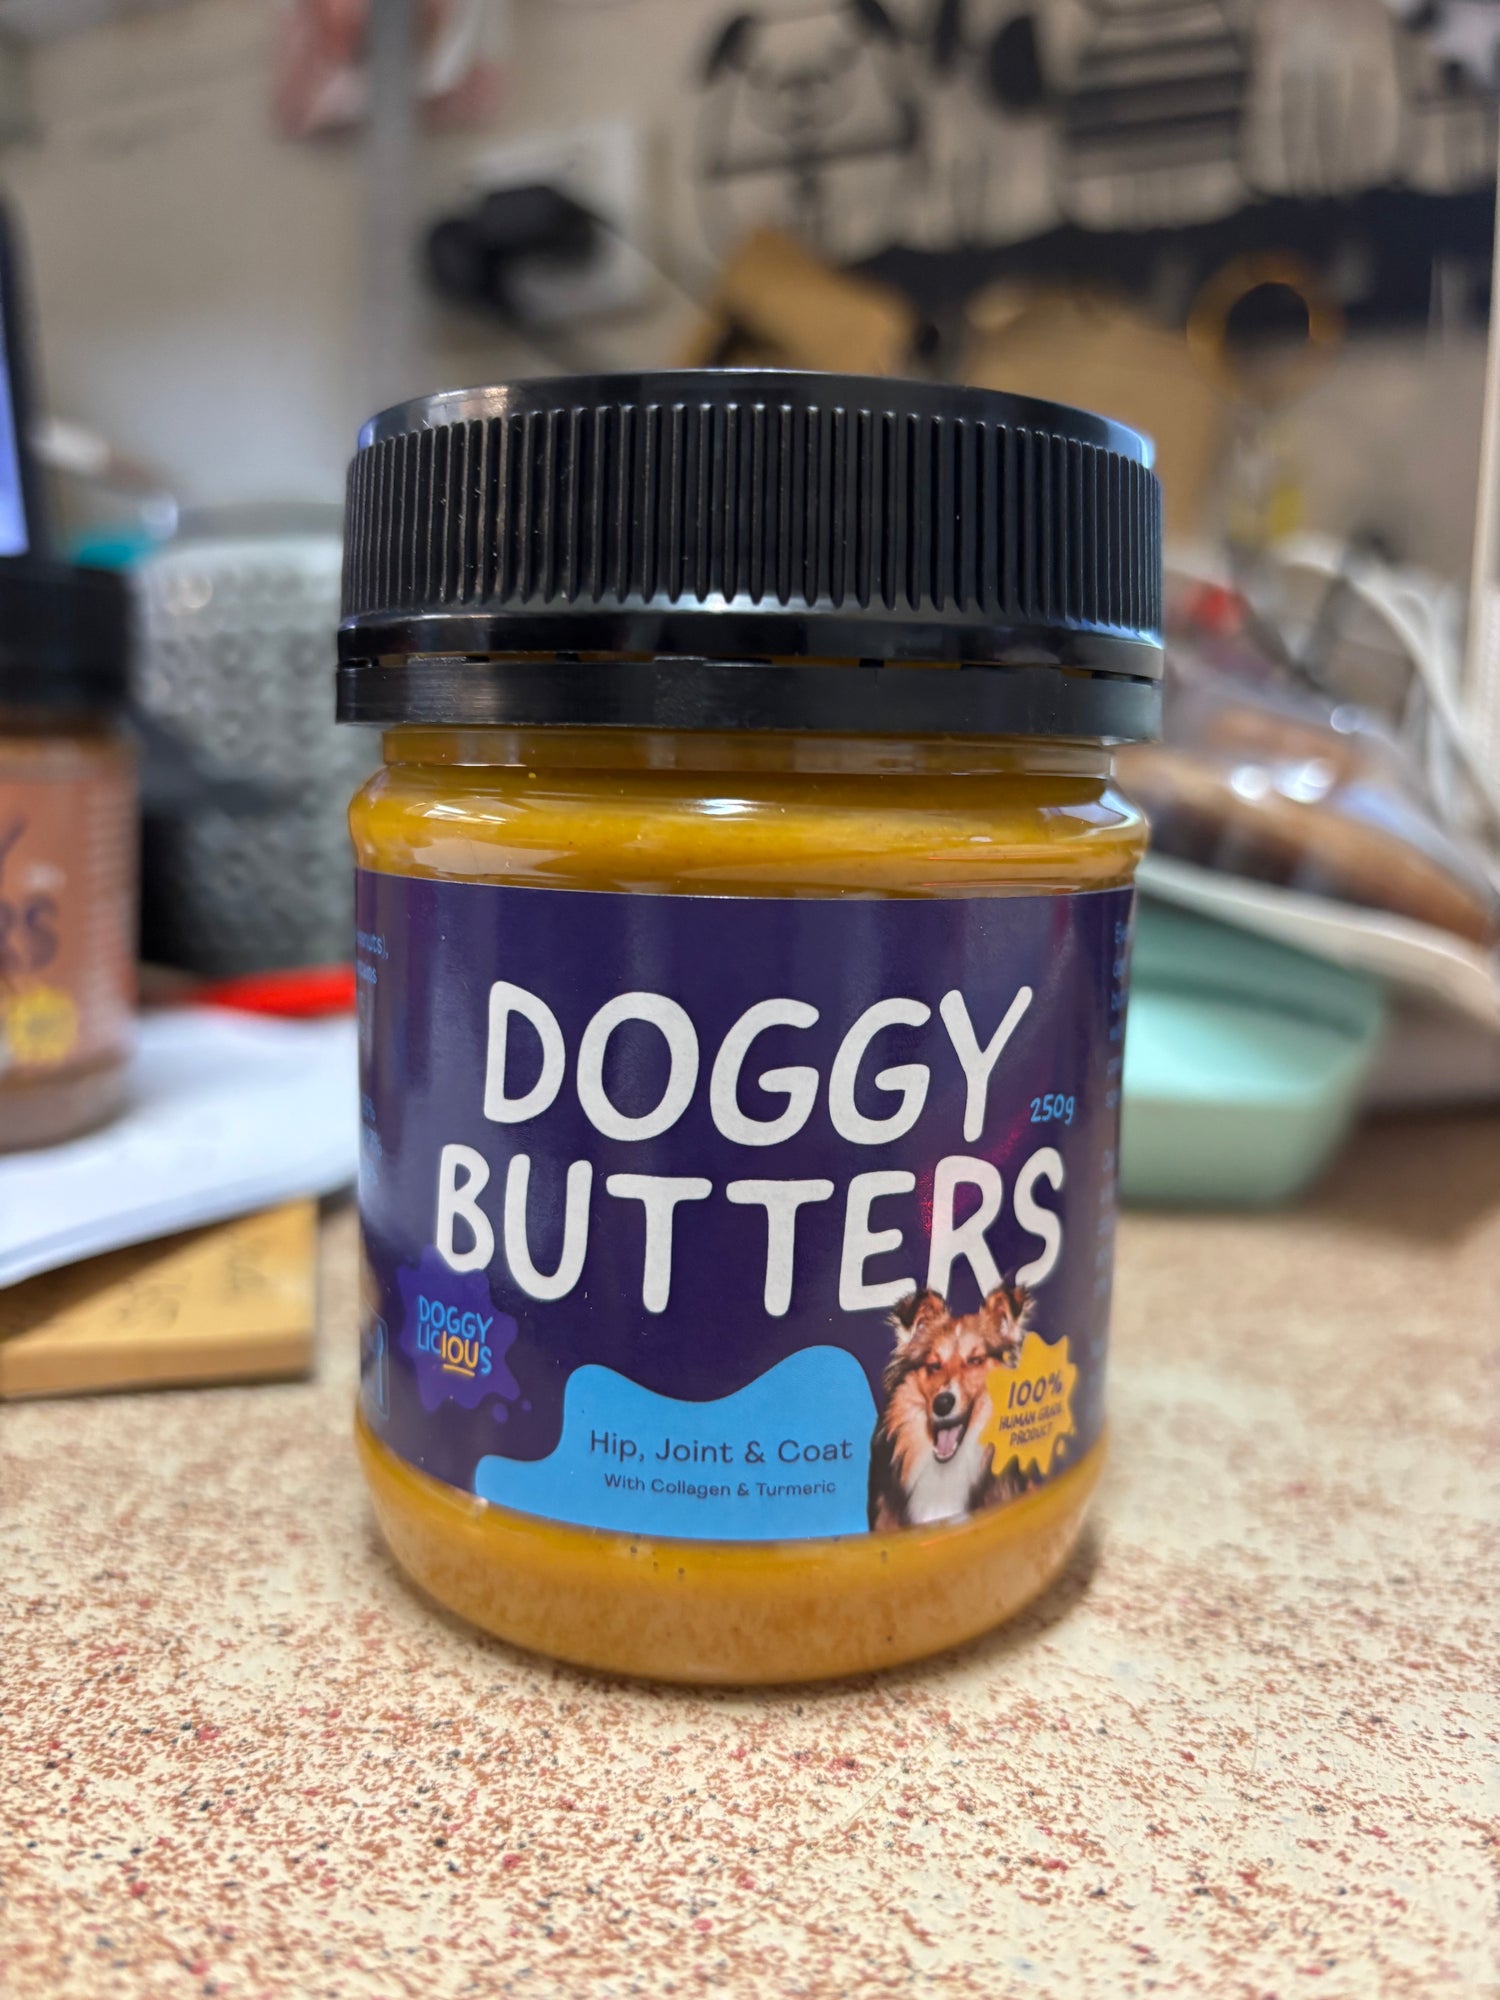 DOGGY
BUTTERS
250g
DOGGY
LICIOUS
Hip, Joint & Coat
With Collagen & Turmeric
100%
HUMAN GRADE
PRODUCT